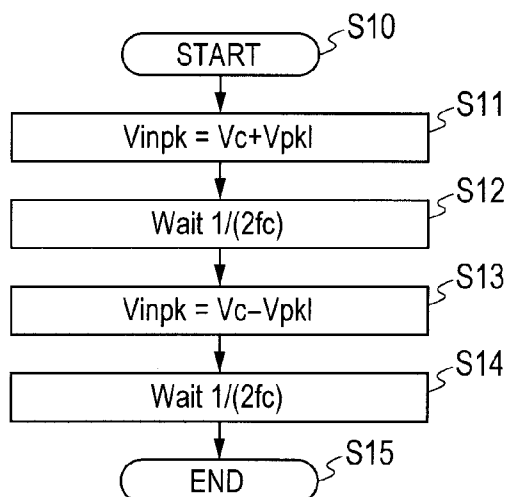 START
S10
Vinpk = Vc+Vpkl
S11
Wait 1/(2fc)
S12
Vinpk = Vc–Vpkl
S13
Wait 1/(2fc)
S14
END
S15